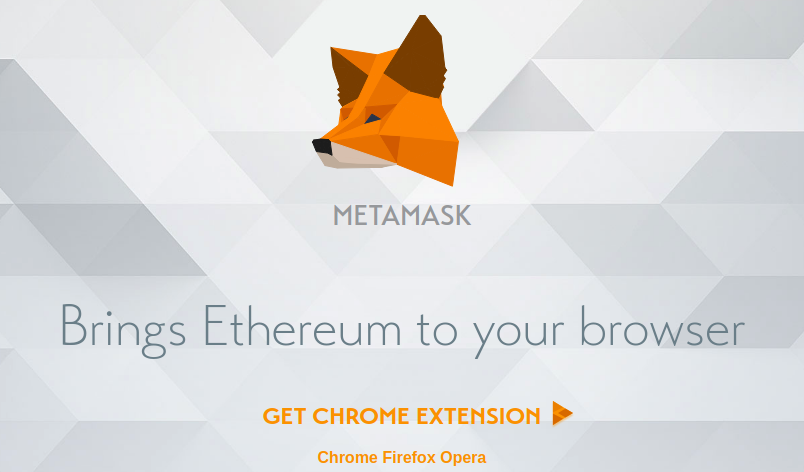 METAMASK
Brings Ethereum to your browser
GET CHROME EXTENSION
Chrome Firefox Opera